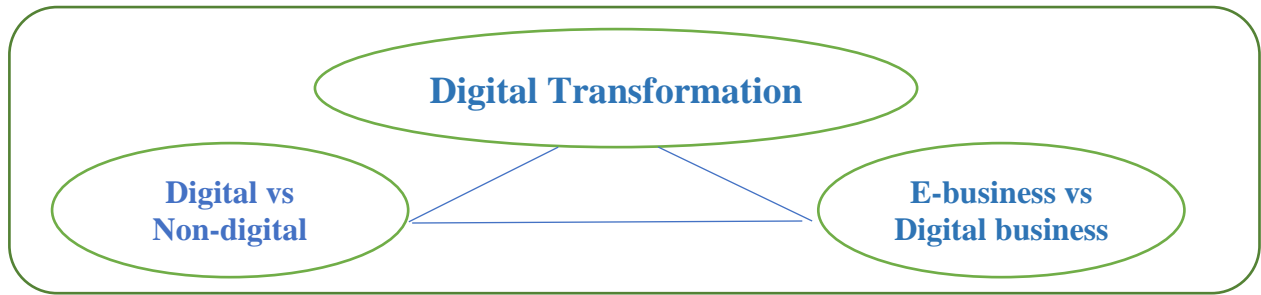 Digital Transformation
Digital vs
Non-digital
E-business vs
Digital business